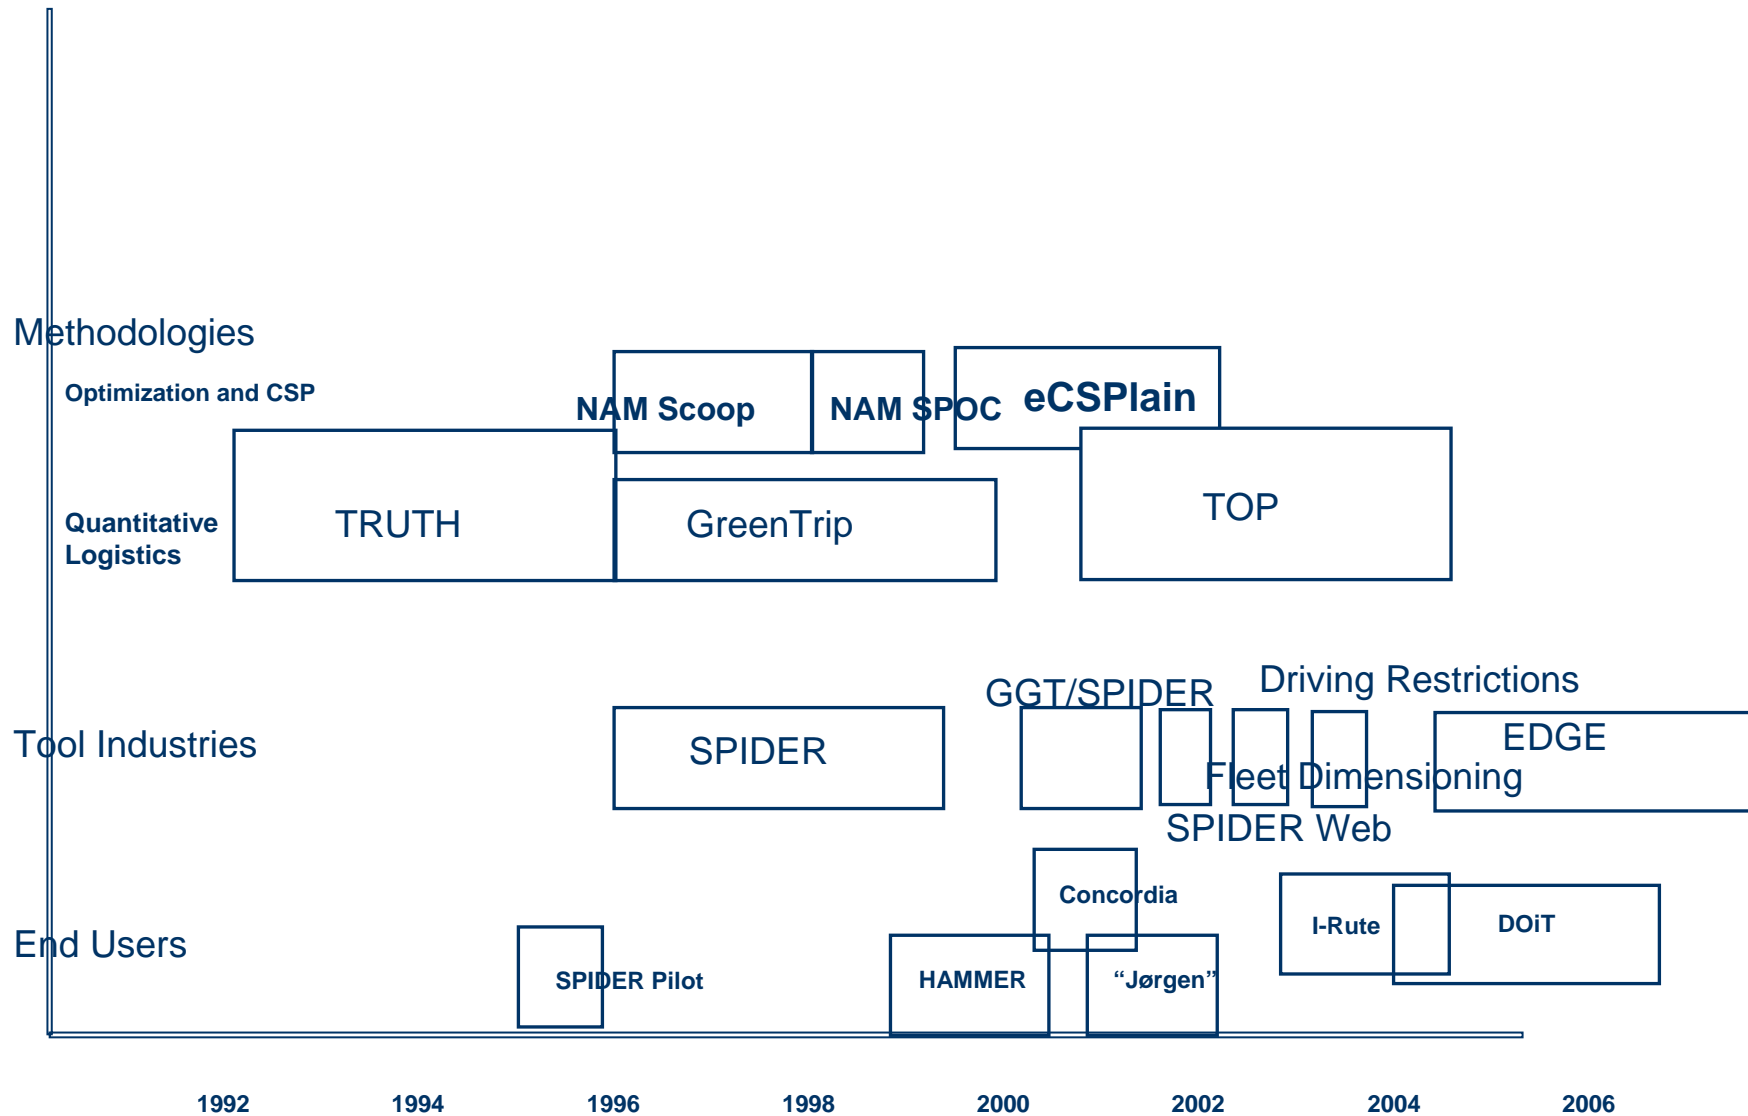 Methodologies
Optimization and CSP
NAM Scoop
NAM SPOC
eCSPlain
Quantitative
Logistics
TRUTH
GreenTrip
TOP
GGT/SPIDER
Driving Restrictions
Tool Industries
SPIDER
EDGE
Fleet Dimensioning
SPIDER Web
Concordia
I-Rute
DOiT
End Users
SPIDER Pilot
HAMMER
“Jørgen”
1992 1994 1996 1998 2000 2002 2004 2006